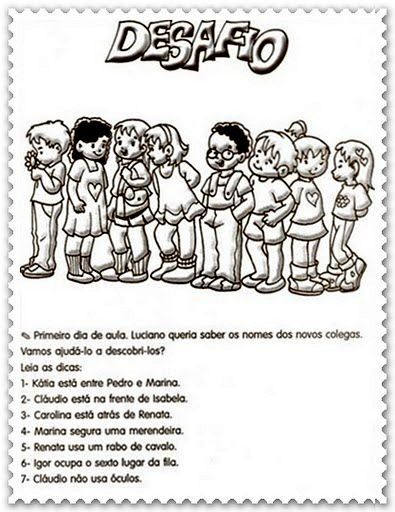 DESAFIO
✎ Primeiro dia de aula. Luciano queria saber os nomes dos novos colegas.
Vamos ajudá-lo a descobri-los?
Leia as dicas:
1- Kátia está entre Pedro e Marina.
2- Cláudio está na frente de Isabela.
3- Carolina está atrás de Renata.
4- Marina segura uma merendeira.
5- Renata usa um rabo de cavalo.
6- Igor ocupa o sexto lugar da fila.
7- Cláudio não usa óculos.